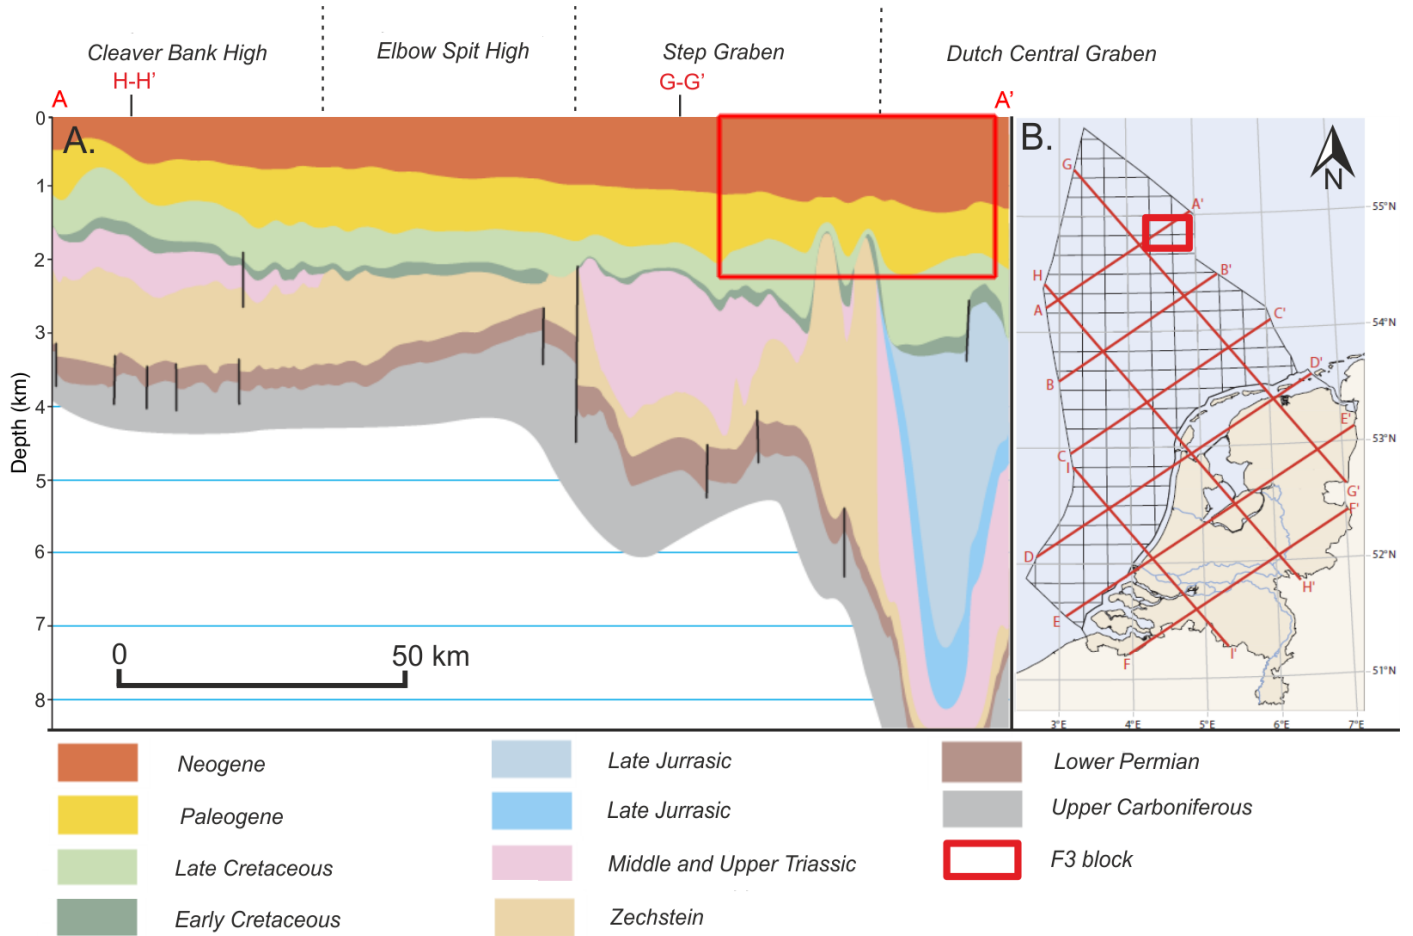 Cleaver Bank High
Elbow Spit High
Step Graben
Dutch Central Graben
H-H'
G-G'
A
A'
A.
B.
N
0
1
2
3
4
5
6
7
8
Depth (km)
0
50 km
G
A'
H
A
B'
C'
B
D'
C
I
E'
G'
F'
D
H'
E
F
I'
55°N
54°N
53°N
52°N
51°N
3°E
4°E
5°E
6°E
7°E
Neogene
Paleogene
Late Cretaceous
Early Cretaceous
Late Jurrasic
Late Jurrasic
Middle and Upper Triassic
Zechstein
Lower Permian
Upper Carboniferous
F3 block